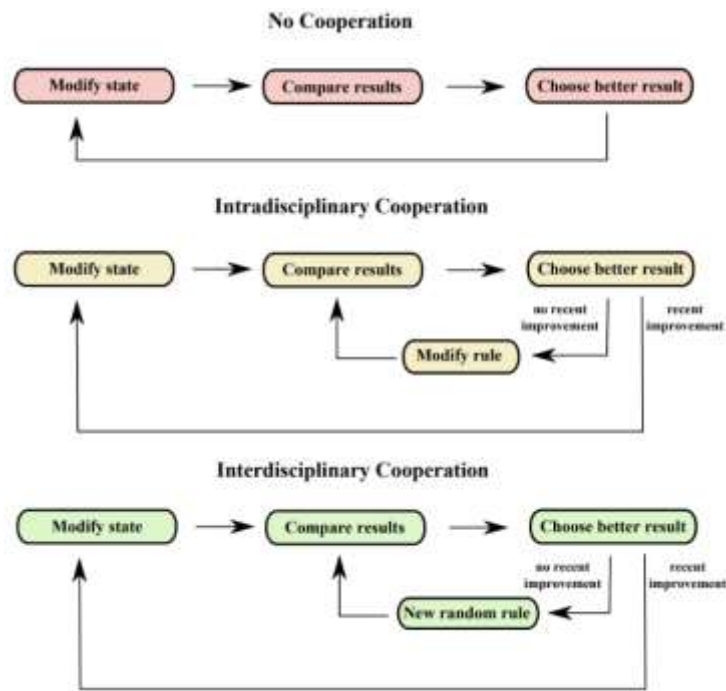 No Cooperation
Modify state
Compare results
Choose better result
Intradisciplinary Cooperation
Modify state
Compare results
Choose better result
no recent
improvement
recent
improvement
Modify rule
Interdisciplinary Cooperation
Modify state
Compare results
Choose better result
no recent
improvement
recent
improvement
New random rule